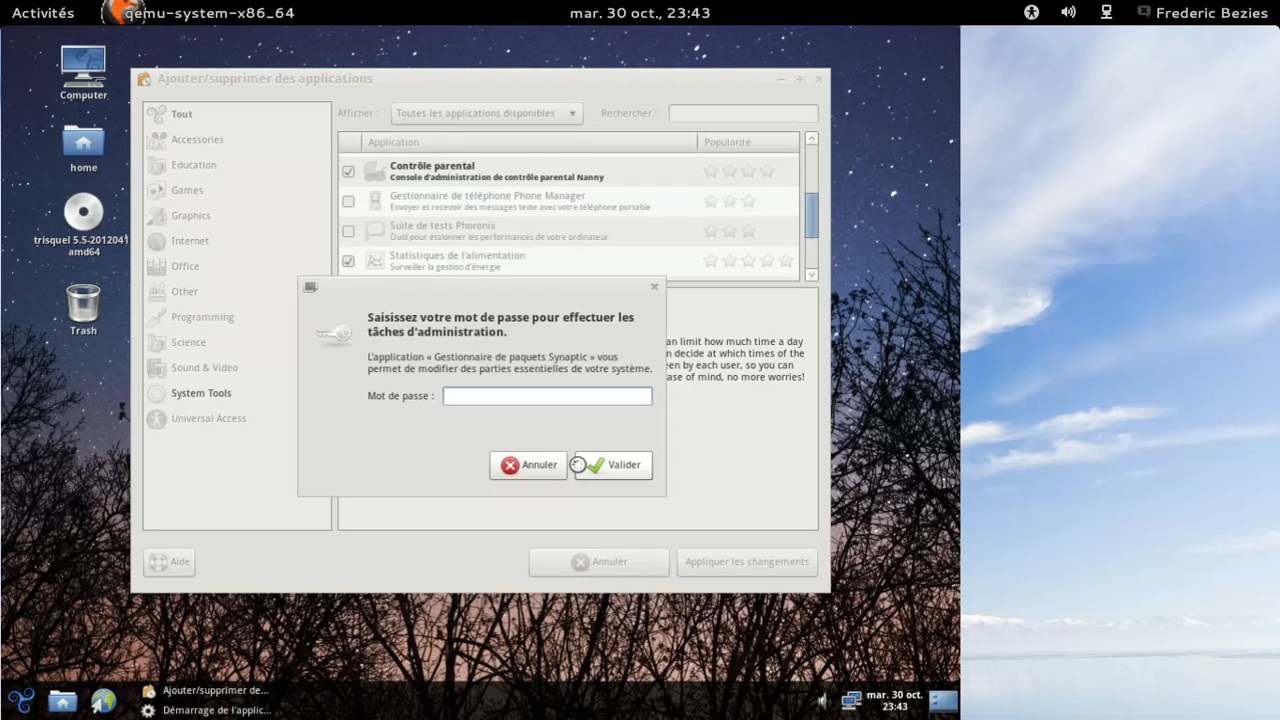 Activités
qemu-system-x86_64
mar. 30 oct., 23:43
Frederic Bezies
Computer
home
trisquel 5.5-2012041
amd64
Trash
Ajouter/supprimer des applications
Tout
Accessories
Education
Games
Graphics
Internet
Office
Other
Programming
Science
Sound & Video
System Tools
Universal Access
Afficher :
Toutes les applications disponibles
Rechercher :
Application
Popularité
Contrôle parental
Console d'administration de contrôle parental Nanny
Gestionnaire de téléphone Phone Manager
Envoyer et recevoir des messages texte avec votre téléphone portable
Suite de tests Phoronix
Outil pour étalonner les performances de votre ordinateur
Statistiques de l'alimentation
Surveiller la gestion d'énergie
an limit how much time a day
n decide at which times of the
een by each user, so you can
ase of mind, no more worries!
Saisissez votre mot de passe pour effectuer les
tâches d'administration.
L'application « Gestionnaire de paquets Synaptic » vous
permet de modifier des parties essentielles de votre système.
Mot de passe :
Annuler
Valider
Aide
Annuler
Appliquer les changements
Ajouter/supprimer de...
Démarrage de l'applic...
mar. 30 oct.
23:43